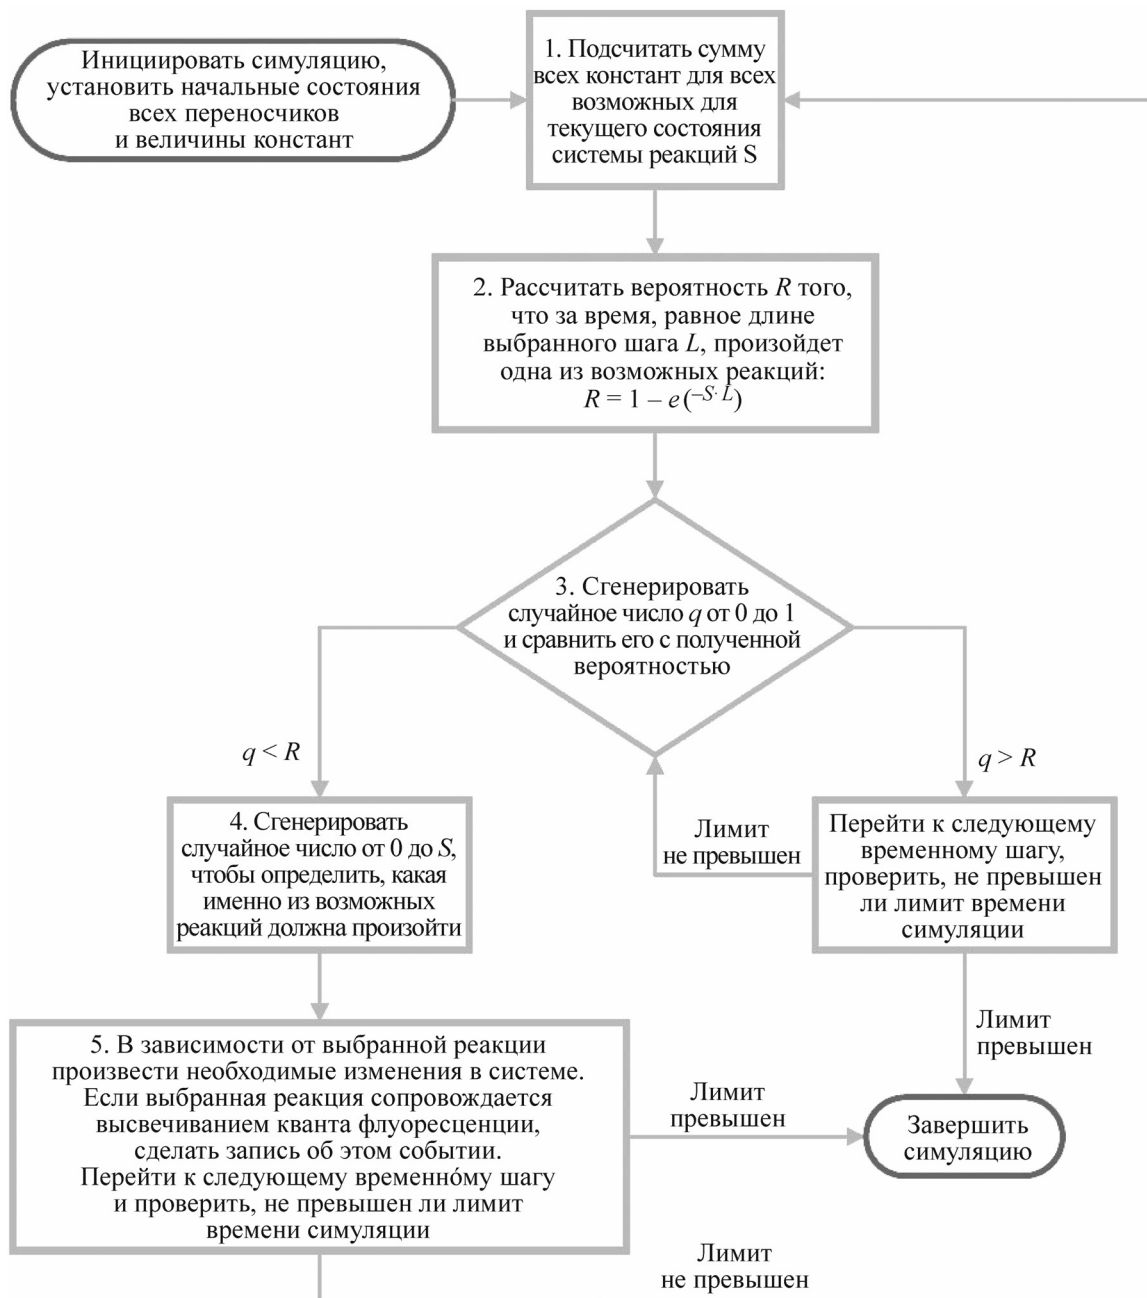 Инициировать симуляцию,
установить начальные состояния
всех переносчиков
и величины констант
1. Подсчитать сумму
всех констант для всех
возможных для
текущего состояния
системы реакций S
2. Рассчитать вероятность R того,
что за время, равное длине
выбранного шага L, произойдет
одна из возможных реакций:
R = 1 – e(–S· L)
3. Сгенерировать
случайное число q от 0 до 1
и сравнить его с полученной
вероятностью
q < R
q > R
4. Сгенерировать
случайное число от 0 до S,
чтобы определить, какая
именно из возможных
реакций должна произойти
Лимит
не превышен
Перейти к следующему
временному шагу,
проверить, не превышен
ли лимит времени
симуляции
Лимит
превышен
5. В зависимости от выбранной реакции
произвести необходимые изменения в системе.
Если выбранная реакция сопровождается
высвечиванием кванта флуоресценции,
сделать запись об этом событии.
Перейти к следующему временно́му шагу
и проверить, не превышен ли лимит
времени симуляции
Лимит
превышен
Завершить
симуляцию
Лимит
не превышен